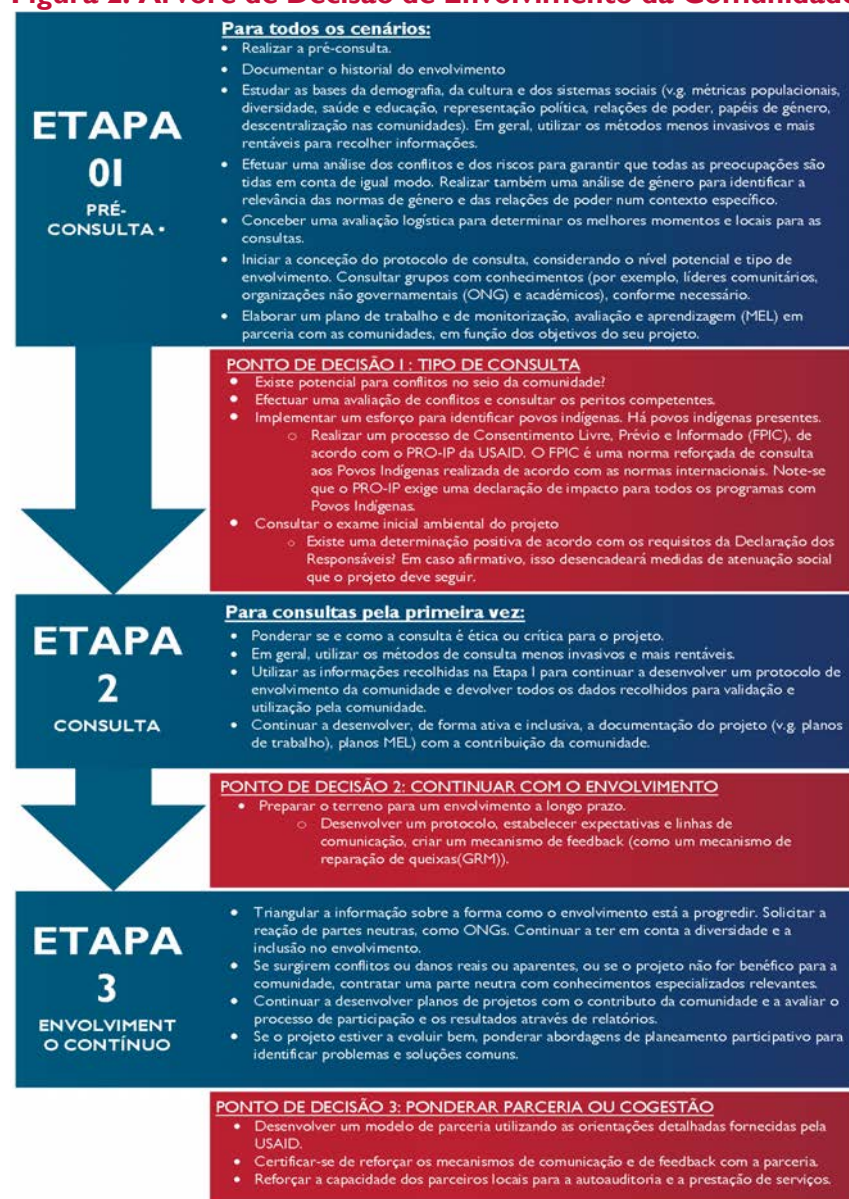 Figura 2. Árvore de Decisão de Envolvimento da Comunidade
ETAPA
01
PRÉ-
CONSULTA •
Para todos os cenários:
• Realizar a pré-consulta.
• Documentar o historial do envolvimento
• Estudar as bases da demografia, da cultura e dos sistemas sociais (v.g. métricas populacionais,
diversidade, saúde e educação, representação política, relações de poder, papéis de género,
descentralização nas comunidades). Em geral, utilizar os métodos menos invasivos e mais
rentáveis para recolher informações.
• Efetuar uma análise dos conflitos e dos riscos para garantir que todas as preocupações são
tidas em conta de igual modo. Realizar também uma análise de género para identificar a
relevância das normas de género e das relações de poder num contexto específico.
• Conceber uma avaliação logística para determinar os melhores momentos e locais para as
consultas.
• Iniciar a conceção do protocolo de consulta, considerando o nível potencial e tipo de
envolvimento. Consultar grupos com conhecimentos (por exemplo, líderes comunitários,
organizações não governamentais (ONG) e académicos), conforme necessário.
• Elaborar um plano de trabalho e de monitorização, avaliação e aprendizagem (MEL) em
parceria com as comunidades, em função dos objetivos do seu projeto.
PONTO DE DECISÃO I : TIPO DE CONSULTA
• Existe potencial para conflitos no seio da comunidade?
• Efectuar uma avaliação de conflitos e consultar os peritos competentes.
• Implementar um esforço para identificar povos indígenas. Há povos indígenas presentes.
○ Realizar um processo de Consentimento Livre, Prévio e Informado (FPIC), de
acordo com o PRO-IP da USAID. O FPIC é uma norma reforçada de consulta
aos Povos Indígenas realizada de acordo com as normas internacionais. Note-se
que o PRO-IP exige uma declaração de impacto para todos os programas com
Povos Indígenas.
• Consultar o exame inicial ambiental do projeto
○ Existe uma determinação positiva de acordo com os requisitos da Declaração dos
Responsáveis? Em caso afirmativo, isso desencadeará medidas de atenuação social
que o projeto deve seguir.
ETAPA
2
CONSULTA
Para consultas pela primeira vez:
• Ponderar se e como a consulta é ética ou crítica para o projeto.
• Em geral, utilizar os métodos de consulta menos invasivos e mais rentáveis.
• Utilizar as informações recolhidas na Etapa I para continuar a desenvolver um protocolo de
envolvimento da comunidade e devolver todos os dados recolhidos para validação e
utilização pela comunidade.
• Continuar a desenvolver, de forma ativa e inclusiva, a documentação do projeto (v.g. planos
de trabalho), planos MEL) com a contribuição da comunidade.
PONTO DE DECISÃO 2: CONTINUAR COM O ENVOLVIMENTO
• Preparar o terreno para um envolvimento a longo prazo.
○ Desenvolver um protocolo, estabelecer expectativas e linhas de
comunicação, criar um mecanismo de feedback (como um mecanismo de
reparação de queixas(GRM)).
ETAPA
3
ENVOLVIMENT
O CONTÍNUO
• Triangular a informação sobre a forma como o envolvimento está a progredir. Solicitar a
reação de partes neutras, como ONGs. Continuar a ter em conta a diversidade e a
inclusão no envolvimento.
• Se surgirem conflitos ou danos reais ou aparentes, ou se o projeto não for benéfico para a
comunidade, contratar uma parte neutra com conhecimentos especializados relevantes.
• Continuar a desenvolver planos de projetos com o contributo da comunidade e a avaliar o
processo de participação e os resultados através de relatórios.
• Se o projeto estiver a evoluir bem, ponderar abordagens de planeamento participativo para
identificar problemas e soluções comuns.
PONTO DE DECISÃO 3: PONDERAR PARCERIA OU COGESTÃO
• Desenvolver um modelo de parceria utilizando as orientações detalhadas fornecidas pela
USAID.
• Certificar-se de reforçar os mecanismos de comunicação e de feedback com a parceria.
• Reforçar a capacidade dos parceiros locais para a autoauditoria e a prestação de serviços.